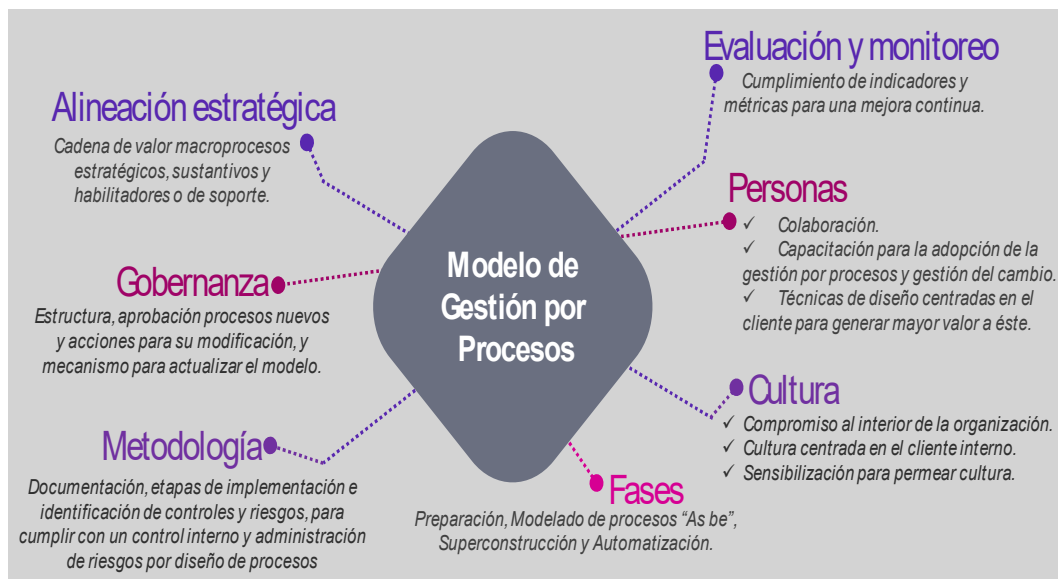 Alineación estratégica
Cadena de valor macroprocesos
estratégicos, sustantivos y
habilitadores o de soporte.
Gobernanza
Estructura, aprobación procesos nuevos
y acciones para su modificación, y
mecanismo para actualizar el modelo.
Metodología
Documentación, etapas de implementación e
identificación de controles y riesgos, para
cumplir con un control interno y administración
de riesgos por diseño de procesos
Modelo de
Gestión por
Procesos
Evaluación y monitoreo
Cumplimiento de indicadores y
métricas para una mejora continua.
Personas
✓ Colaboración.
✓ Capacitación para la adopción de la
gestión por procesos y gestión del cambio.
✓ Técnicas de diseño centradas en el
cliente para generar mayor valor a éste.
Cultura
✓ Compromiso al interior de la organización.
✓ Cultura centrada en el cliente interno.
✓ Sensibilización para permear cultura.
Fases
Preparación, Modelado de procesos “As be”,
Superconstrucción y Automatización.